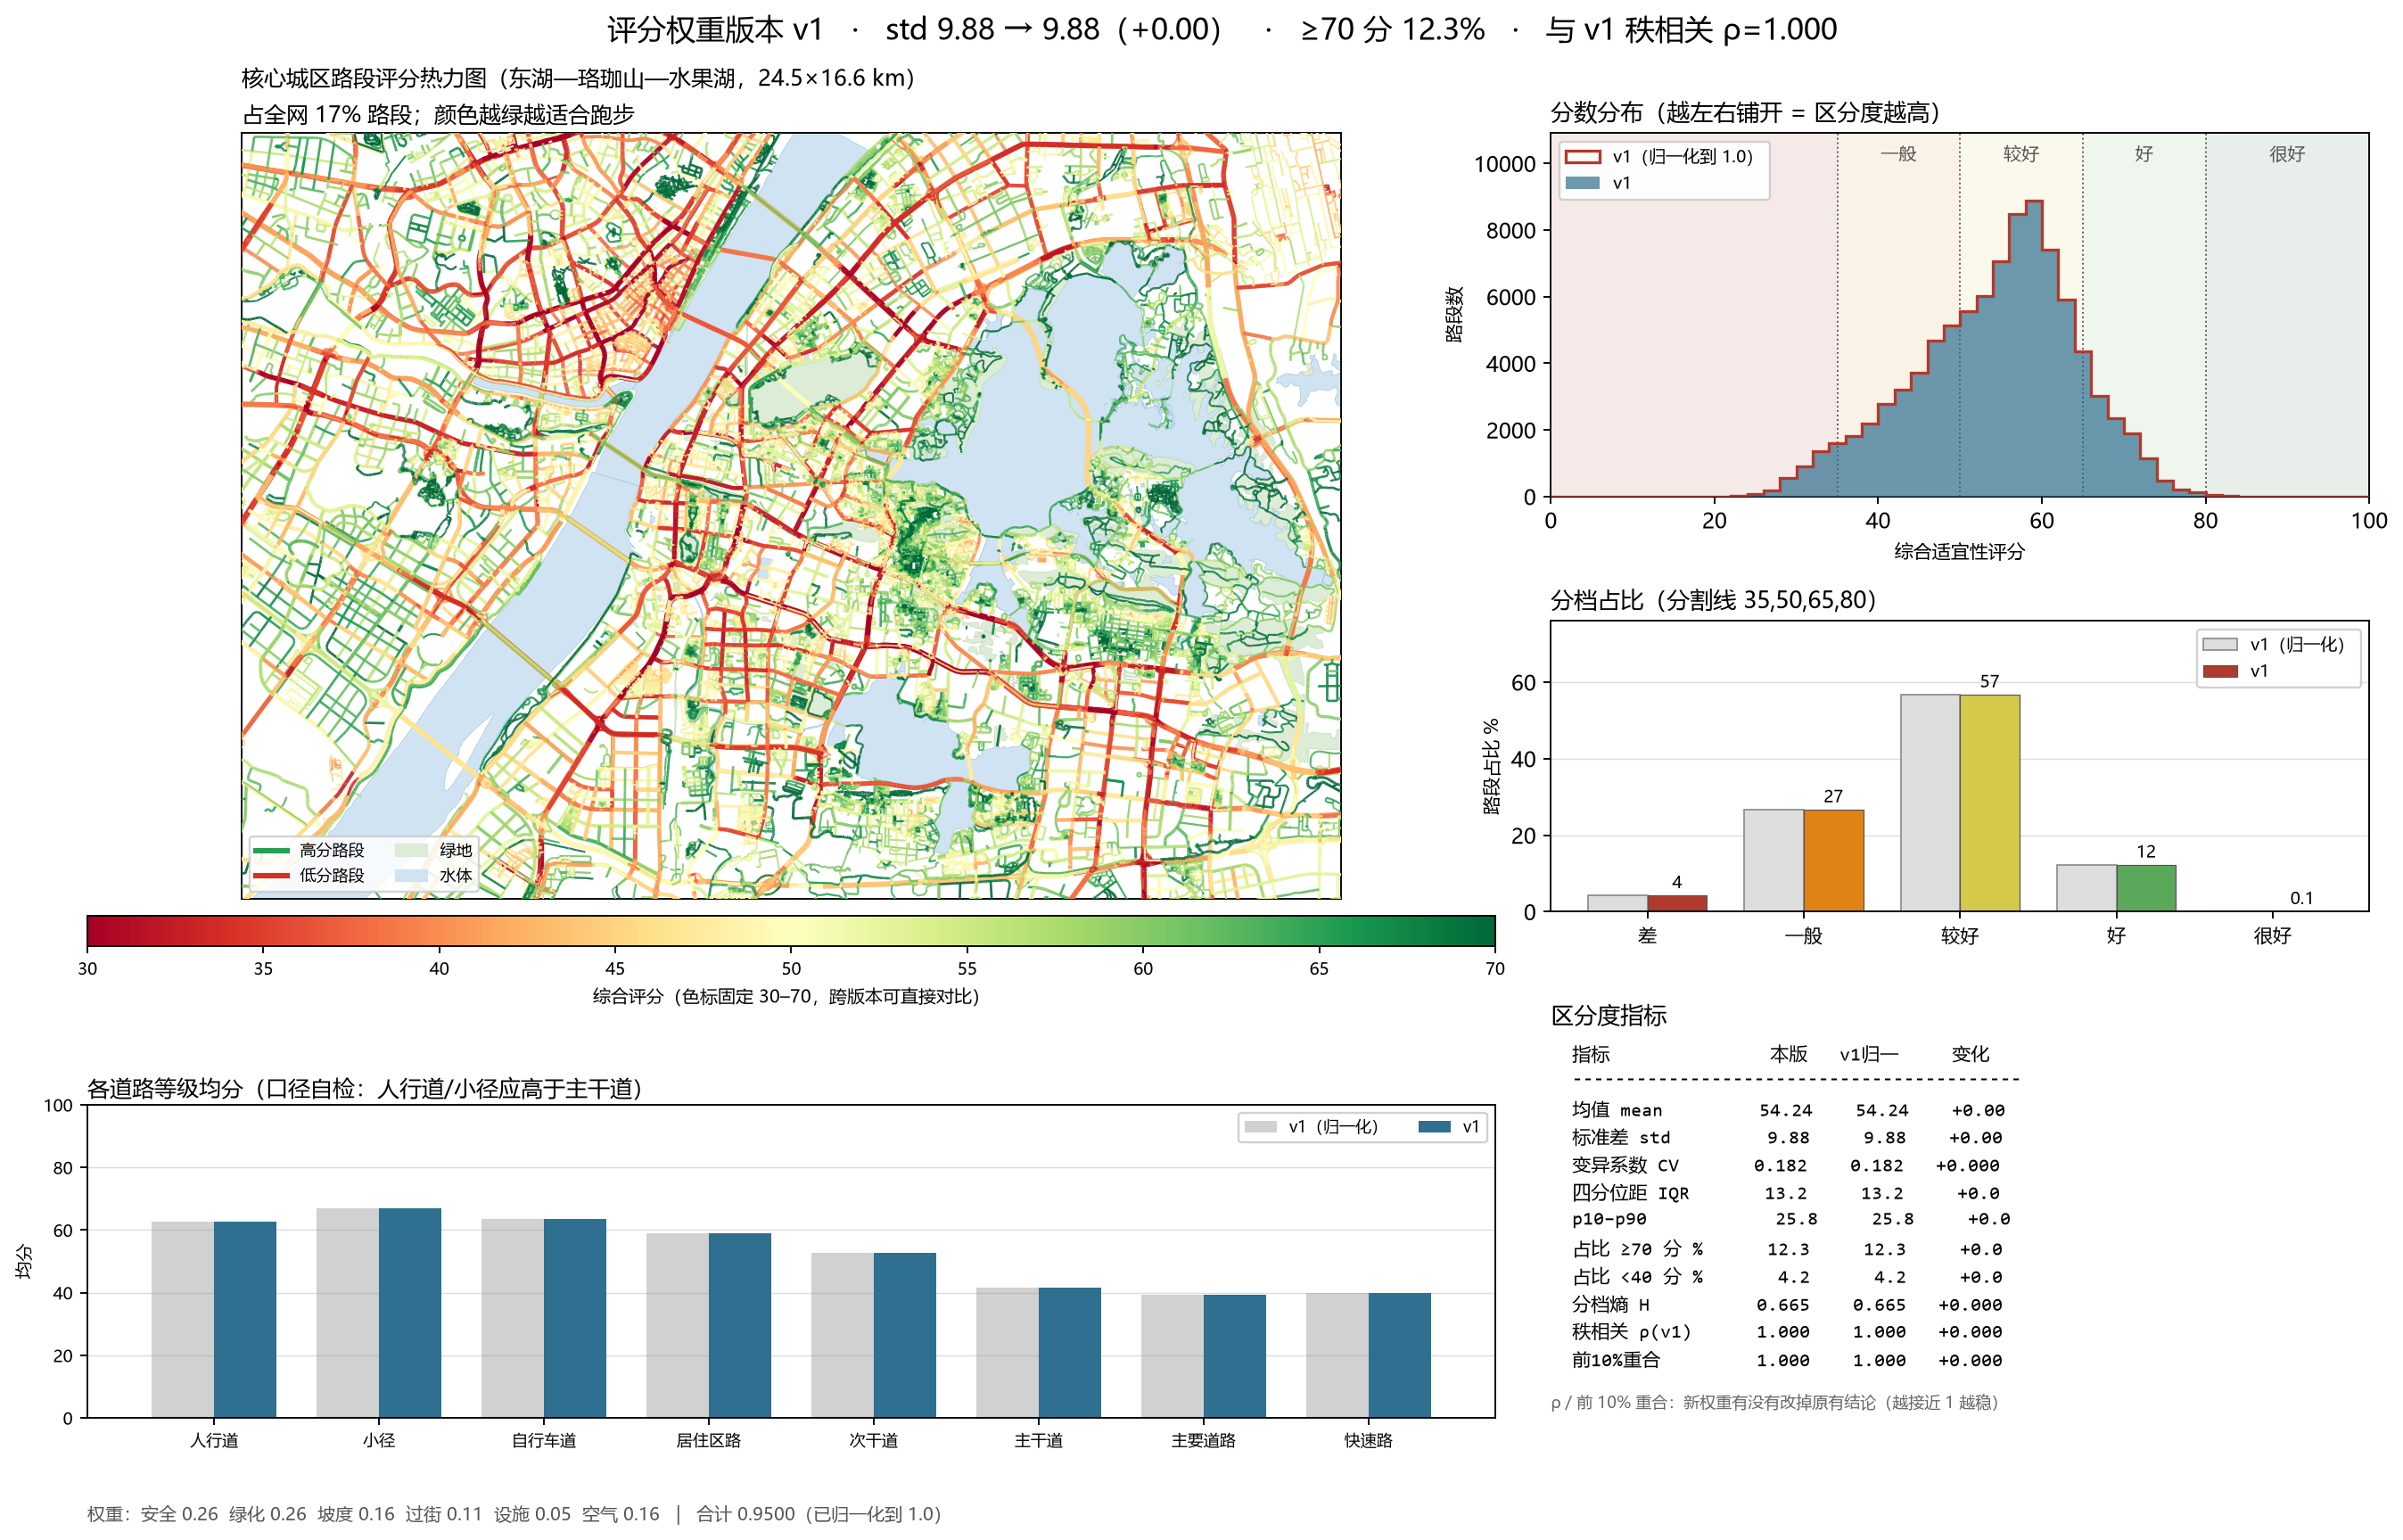 评分权重版本 v1 · std 9.88 → 9.88（+0.00） · ≥70 分 12.3% · 与 v1 秩相关 ρ=1.000
核心城区路段评分热力图（东湖—珞珈山—水果湖，24.5×16.6 km）
占全网 17% 路段；颜色越绿越适合跑步
高分路段
低分路段
绿地
水体
30 35 40 45 50 55 60 65 70
综合评分（色标固定 30–70，跨版本可直接对比）
分数分布（越左右铺开 = 区分度越高）
v1（归一化到 1.0）
v1
一般 较好 好 很好
10000
8000
6000
4000
2000
0
路段数
0 20 40 60 80 100
综合适宜性评分
分档占比（分割线 35,50,65,80）
v1（归一化）
v1
60
40
20
0
路段占比 %
4 27 57 12 0.1
差 一般 较好 好 很好
各道路等级均分（口径自检：人行道/小径应高于主干道）
v1（归一化） v1
100
80
60
40
20
0
均分
人行道 小径 自行车道 居住区路 次干道 主干道 主要道路 快速路
区分度指标
指标 本版 v1归一 变化
----------------------------------------
均值 mean 54.24 54.24 +0.00
标准差 std 9.88 9.88 +0.00
变异系数 CV 0.182 0.182 +0.000
四分位距 IQR 13.2 13.2 +0.0
p10-p90 25.8 25.8 +0.0
占比 ≥70 分 % 12.3 12.3 +0.0
占比 <40 分 % 4.2 4.2 +0.0
分档熵 H 0.665 0.665 +0.000
秩相关 ρ(v1) 1.000 1.000 +0.000
前10%重合 1.000 1.000 +0.000
ρ / 前 10% 重合：新权重有没有改掉原有结论（越接近 1 越稳）
权重：安全 0.26 绿化 0.26 坡度 0.16 过街 0.11 设施 0.05 空气 0.16 | 合计 0.9500（已归一化到 1.0）